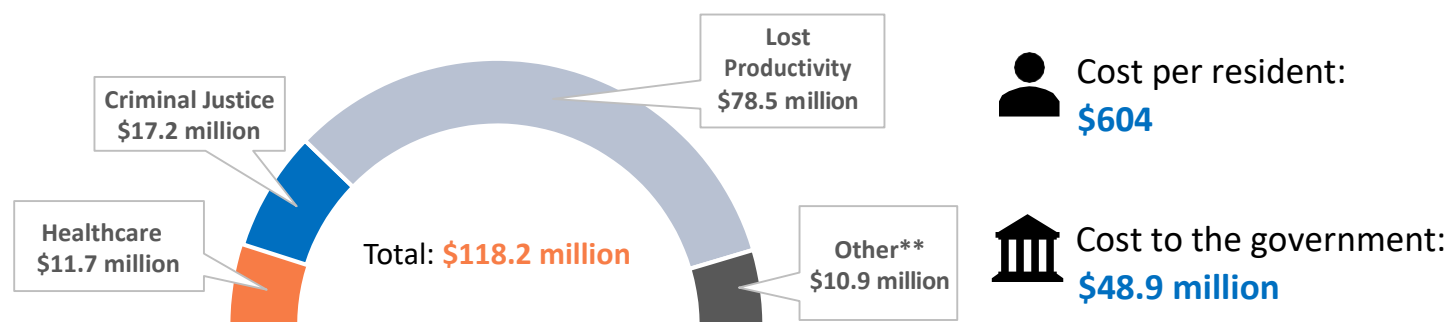 Lost
Productivity
$78.5 million
Criminal Justice
$17.2 million
Healthcare
$11.7 million
Total: $118.2 million
Other**
$10.9 million
Cost per resident:
$604
Cost to the government:
$48.9 million